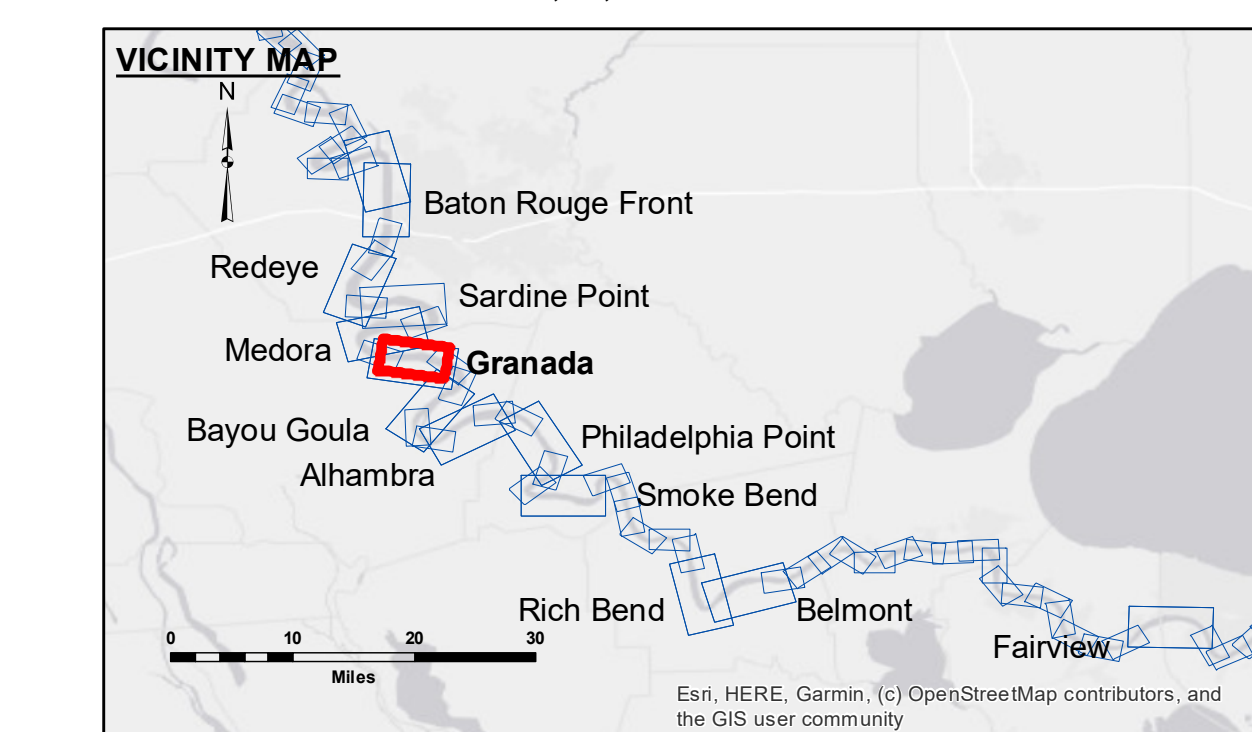 VICINITY MAP
N
Baton Rouge Front
Redeye
Sardine Point
Medora
Granada
Bayou Goula
Philadelphia Point
Alhambra
Smoke Bend
Rich Bend
Belmont
Fairview
0 10 20 30
Miles
Esri, HERE, Garmin, (c) OpenStreetMap contributors, and
the GIS user community